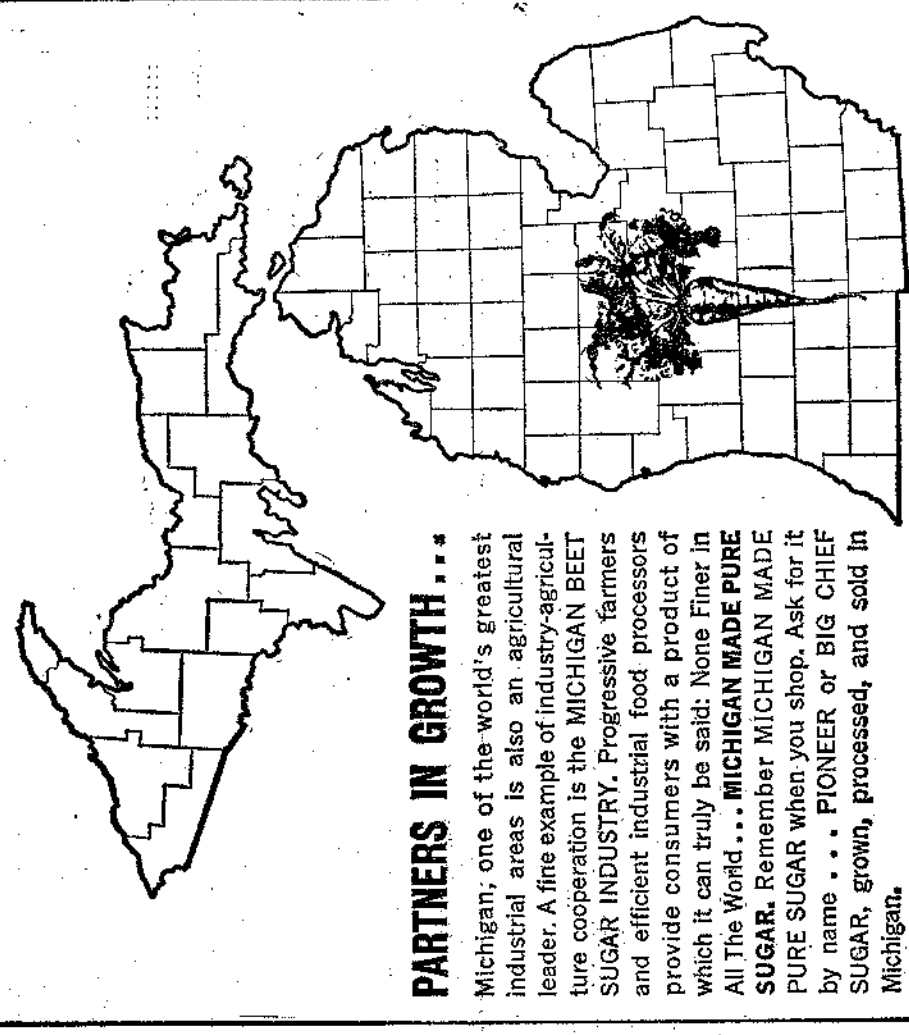 PARTNERS IN GROWTH...
Michigan, one of the world's greatest
industrial areas is also an agricultural
leader. A fine example of industry-agricul-
ture cooperation is the MICHIGAN BEET
SUGAR INDUSTRY. Progressive farmers
and efficient industrial food processors
provide consumers with a product of
which it can truly be said: None Finer in
All The World ... MICHIGAN MADE PURE
SUGAR. Remember MICHIGAN MADE
PURE SUGAR when you shop. Ask for it
by name ... PIONEER or BIG CHIEF
SUGAR, grown, processed, and sold in
Michigan.